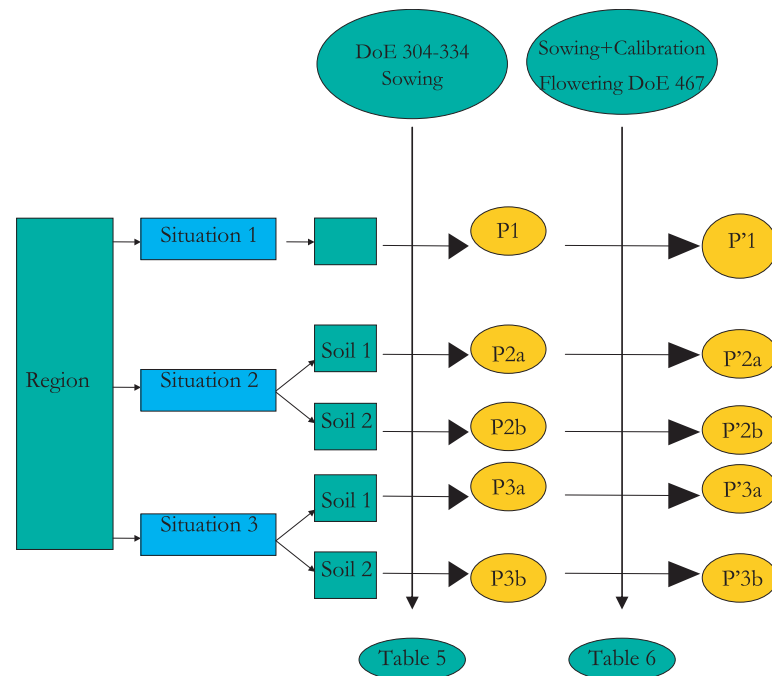 DoE 304-334
Sowing
Sowing+Calibration
Flowering DoE 467
Region
Situation 1
P1
P'1
Situation 2
Soil 1
P2a
P'2a
Soil 2
P2b
P'2b
Situation 3
Soil 1
P3a
P'3a
Soil 2
P3b
P'3b
Table 5
Table 6